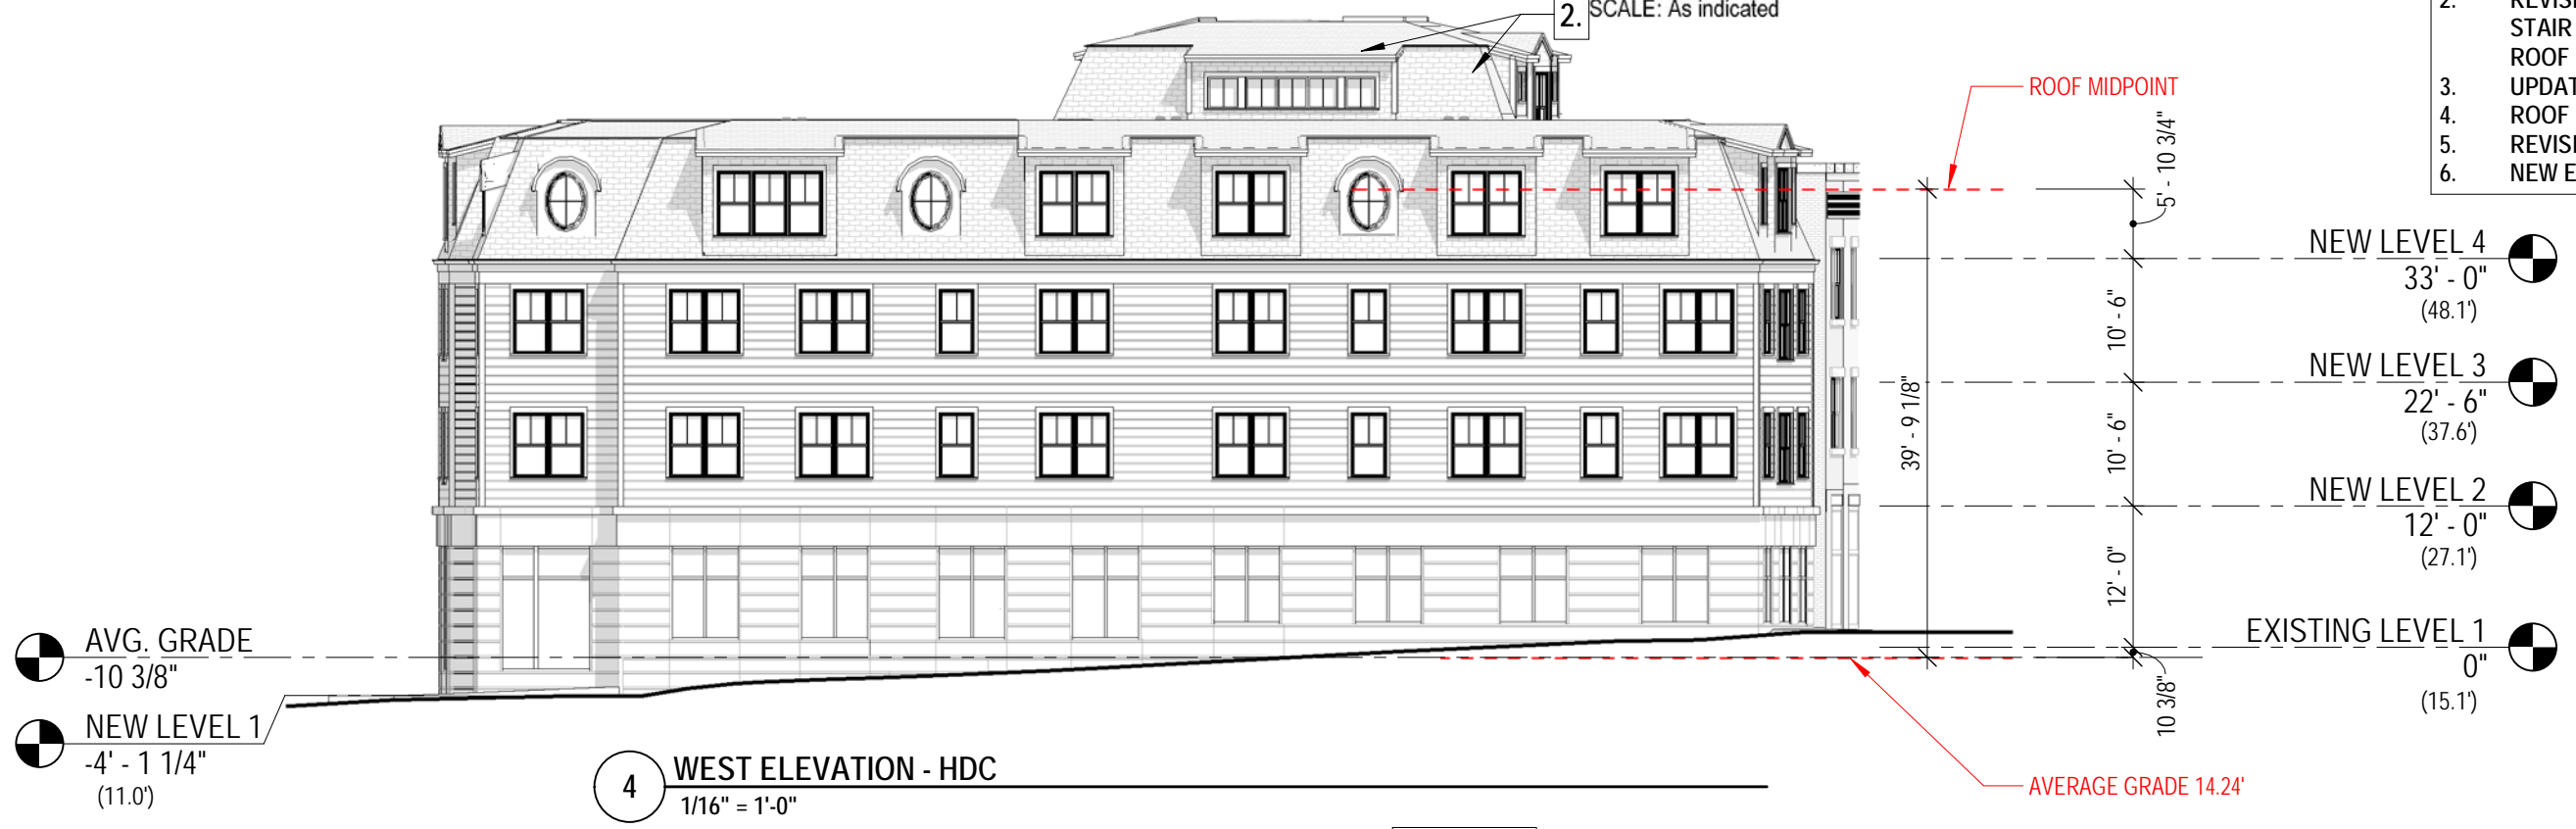 2. SCALE: As indicated
2.
STAIR
ROOF
3.
4. ROOF
5.
6.
ROOF MIDPOINT
5' - 10 3/4"
NEW LEVEL 4
33' - 0"
(48.1')
10' - 6"
NEW LEVEL 3
22' - 6"
(37.6')
39' - 9 1/8"
10' - 6"
NEW LEVEL 2
12' - 0"
(27.1')
12' - 0"
EXISTING LEVEL 1
0"
(15.1')
10 3/8"
AVG. GRADE
-10 3/8"
NEW LEVEL 1
-4' - 1 1/4"
(11.0')
4 WEST ELEVATION - HDC
1/16" = 1'-0"
AVERAGE GRADE 14.24'